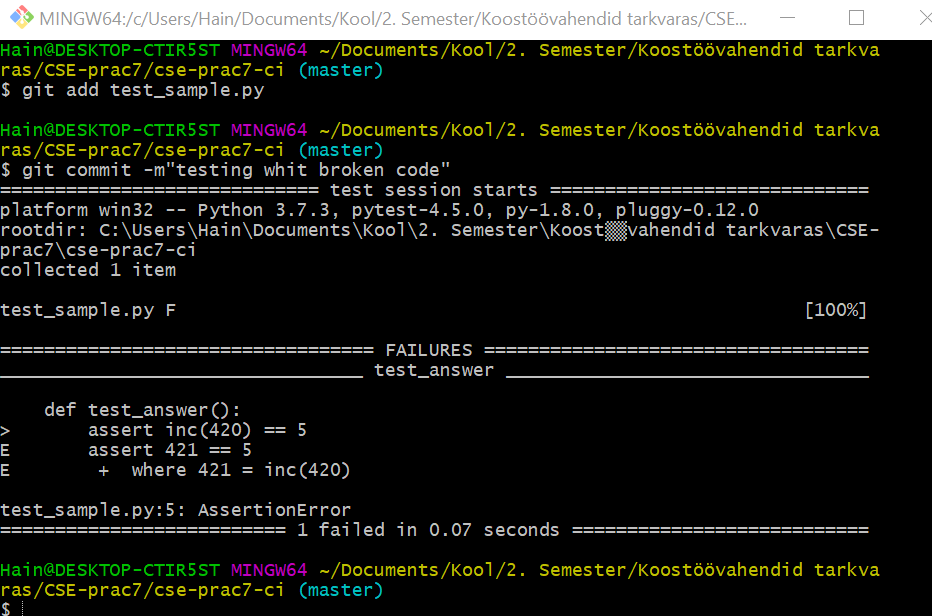 MINGW64:/c/Users/Hain/Documents/Kool/2. Semester/Koostöövahendid tarkvaras/CSE...
Hain@DESKTOP-CTIR5ST MINGW64 ~/Documents/Kool/2. Semester/Koostöövahendid tarkva
ras/CSE-prac7/cse-prac7-ci (master)
$ git add test_sample.py
Hain@DESKTOP-CTIR5ST MINGW64 ~/Documents/Kool/2. Semester/Koostöövahendid tarkva
ras/CSE-prac7/cse-prac7-ci (master)
$ git commit -m"testing whit broken code"
============================= test session starts =============================
platform win32 -- Python 3.7.3, pytest-4.5.0, py-1.8.0, pluggy-0.12.0
rootdir: C:\Users\Hain\Documents\Kool\2. Semester\Koost▒▒vahendid tarkvaras\CSE-
prac7\cse-prac7-ci
collected 1 item
test_sample.py F                                                         [100%]
================================== FAILURES ===================================
_________________________________ test_answer _________________________________
    def test_answer():
>       assert inc(420) == 5
E       assert 421 == 5
E        +  where 421 = inc(420)
test_sample.py:5: AssertionError
========================== 1 failed in 0.07 seconds ===========================
Hain@DESKTOP-CTIR5ST MINGW64 ~/Documents/Kool/2. Semester/Koostöövahendid tarkva
ras/CSE-prac7/cse-prac7-ci (master)
$